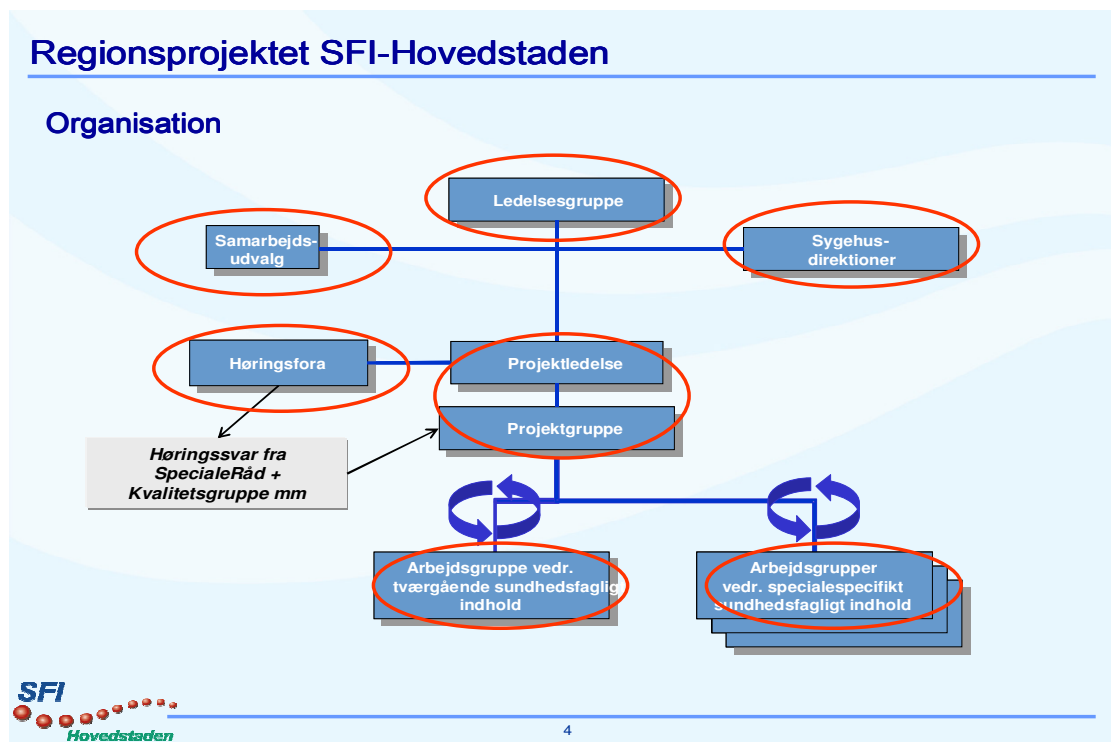 Regionsprojektet SFI-Hovedstaden
Organisation
Ledelsesgruppe
Samarbejds-
udvalg
Sygehus-
direktioner
Høringsfora
Projektledelse
Projektgruppe
Høringssvar fra
SpecialeRåd +
Kvalitetsgruppe mm
Arbejdsgruppe vedr.
tværgående sundhedsfaglig
indhold
Arbejdsgrupper
vedr. specialespecifikt
sundhedsfagligt indhold
SFI
Hovedstaden
4